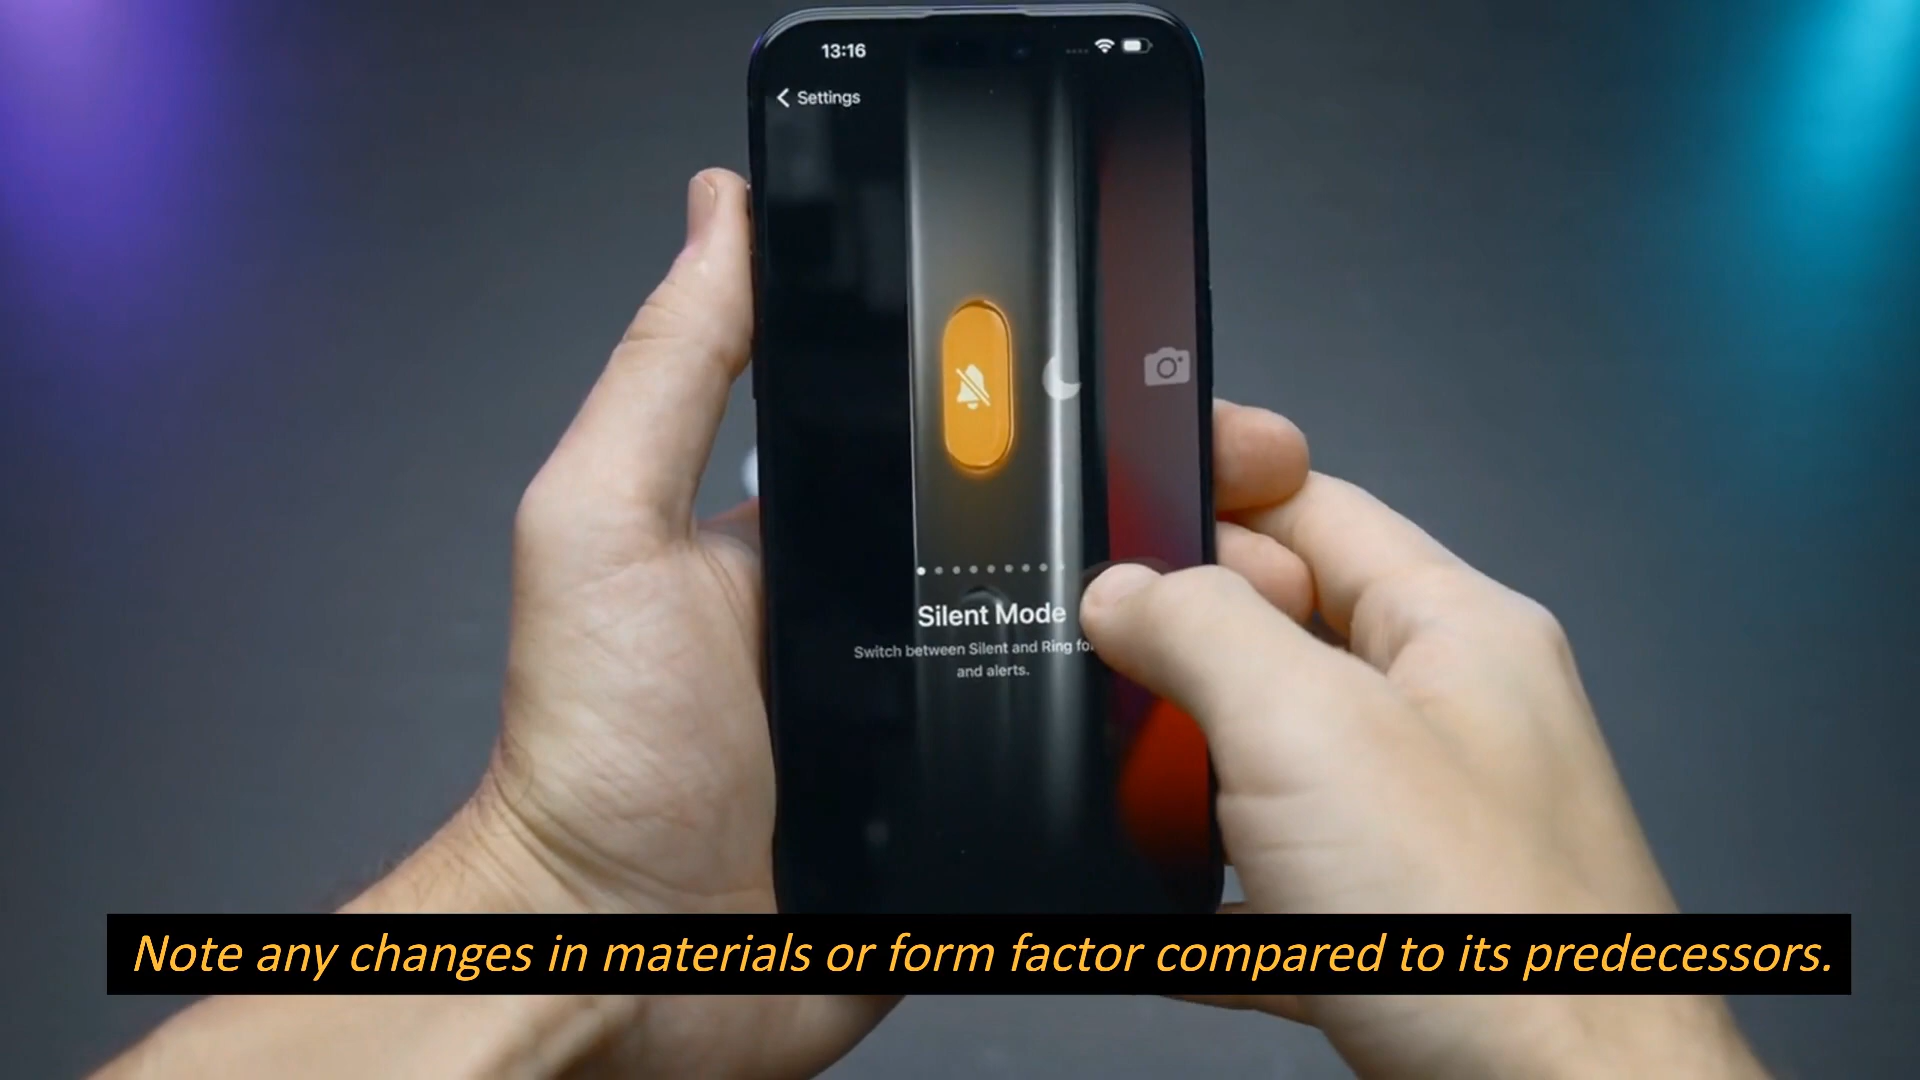 13:16
Settings
Silent Mode
Switch between Silent and Ring
and alerts.
Note any changes in materials or form factor compared to its predecessors.